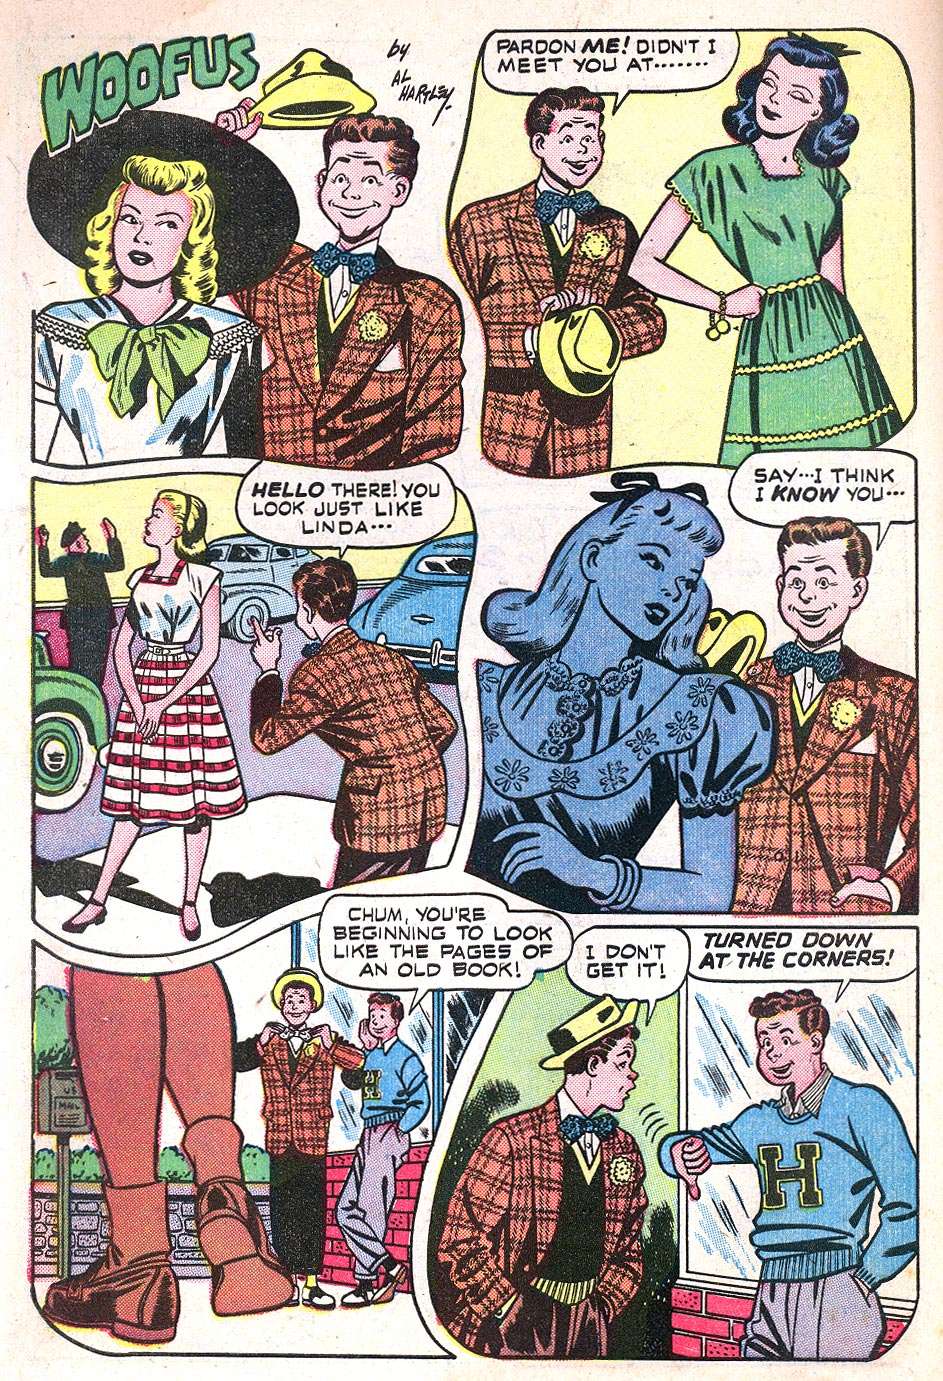 WOOFUS
by
AL
HARTLEY.
PARDON ME! DIDN'T I
MEET YOU AT.......
HELLO THERE! YOU
LOOK JUST LIKE
LINDA...
SAY...I THINK
I KNOW YOU...
CHUM, YOU'RE
BEGINNING TO LOOK
LIKE THE PAGES OF
AN OLD BOOK!
US
MAIL
H
I DON'T
GET IT!
TURNED DOWN
AT THE CORNERS!
H